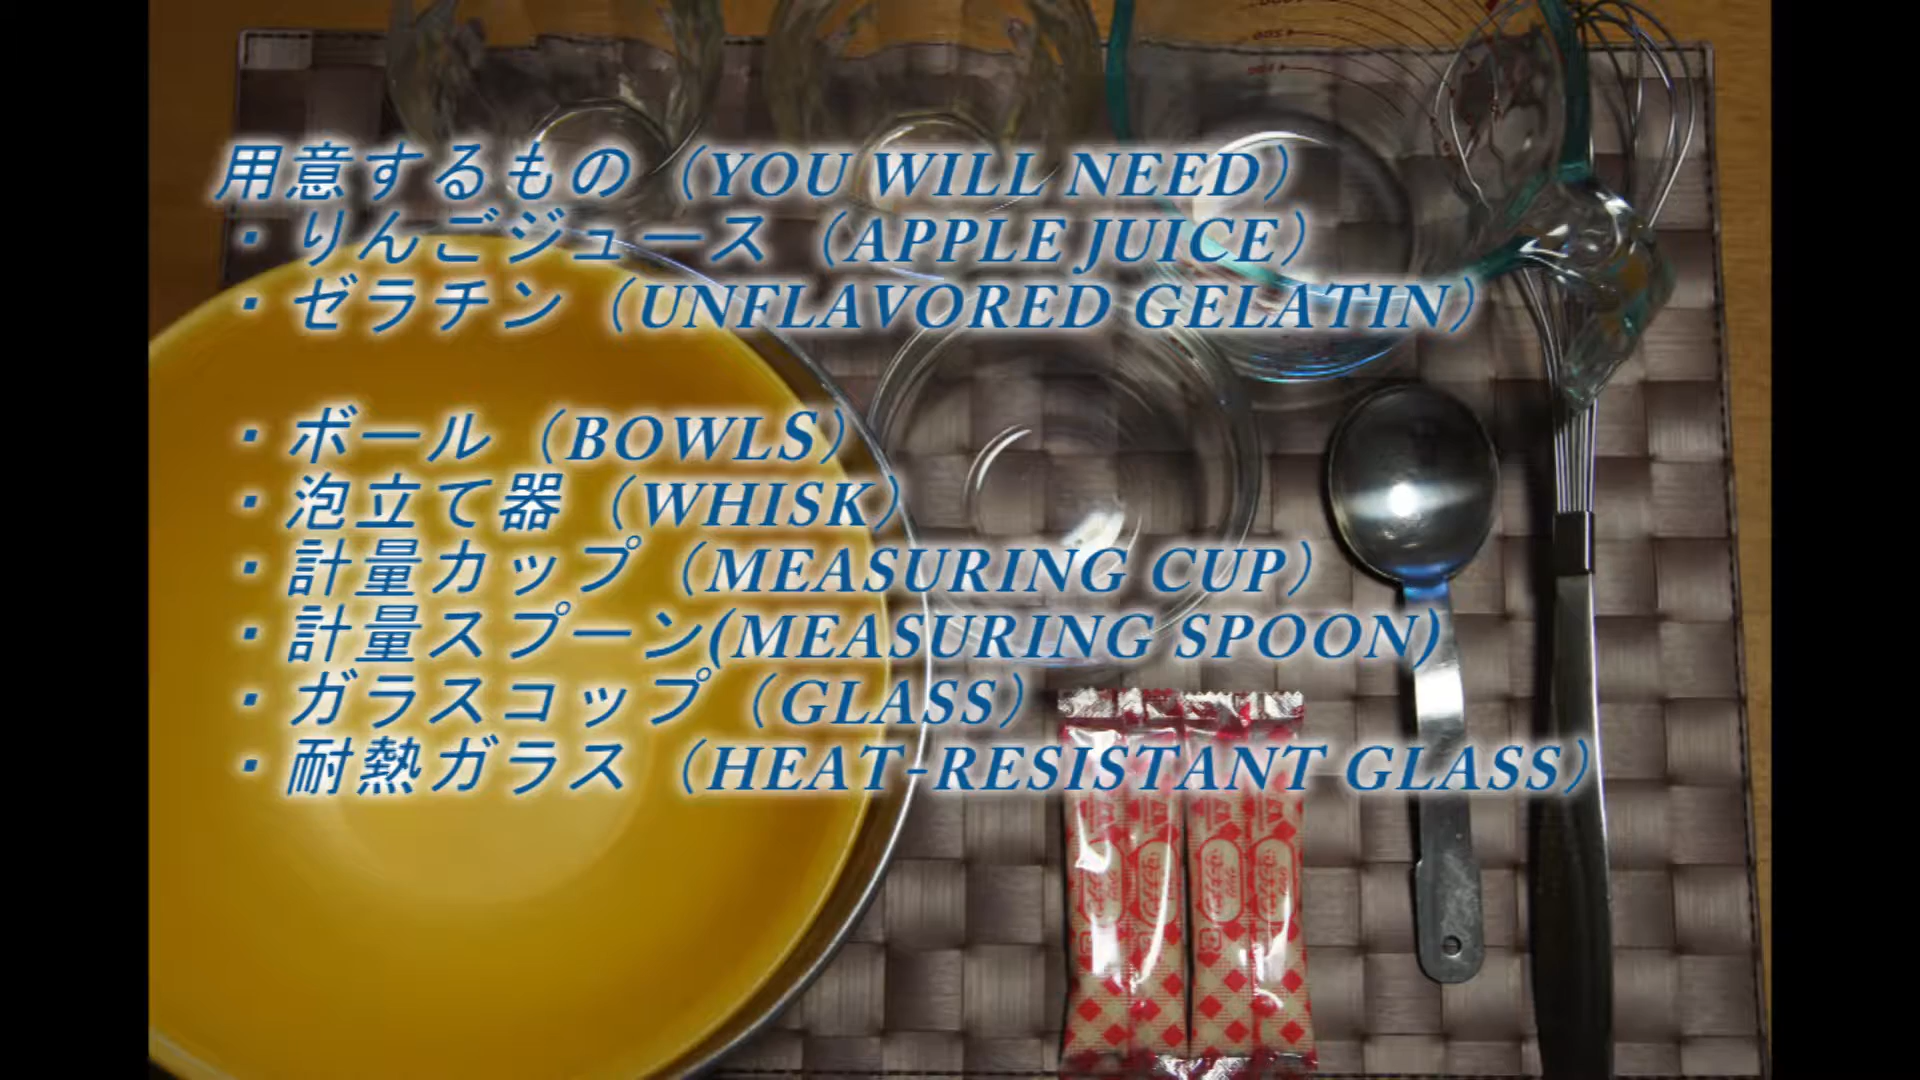 用意するもの（YOU WILL NEED）
・りんごジュース（APPLE JUICE）
・ゼラチン（UNFLAVORED GELATIN）
・ボール（BOWLS）
・泡立て器（WHISK）
・計量カップ（MEASURING CUP）
・計量スプーン(MEASURING SPOON)
・ガラスコップ（GLASS）
・耐熱ガラス（HEAT-RESISTANT GLASS）